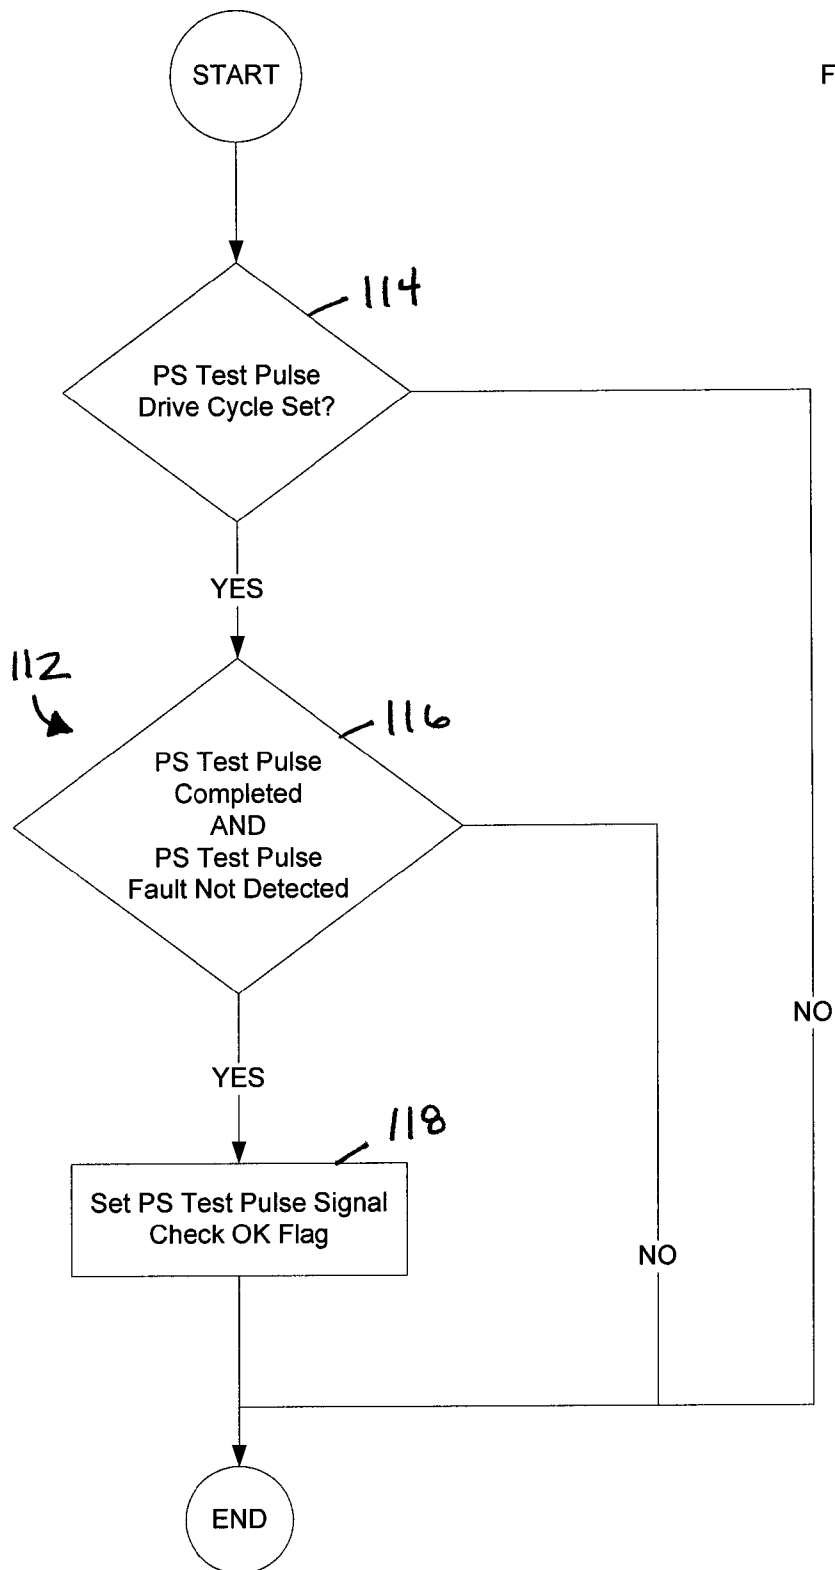 START
F
114
PS Test Pulse
Drive Cycle Set?
YES
112
116
PS Test Pulse
Completed
AND
PS Test Pulse
Fault Not Detected
NO
YES
118
Set PS Test Pulse Signal
Check OK Flag
NO
END